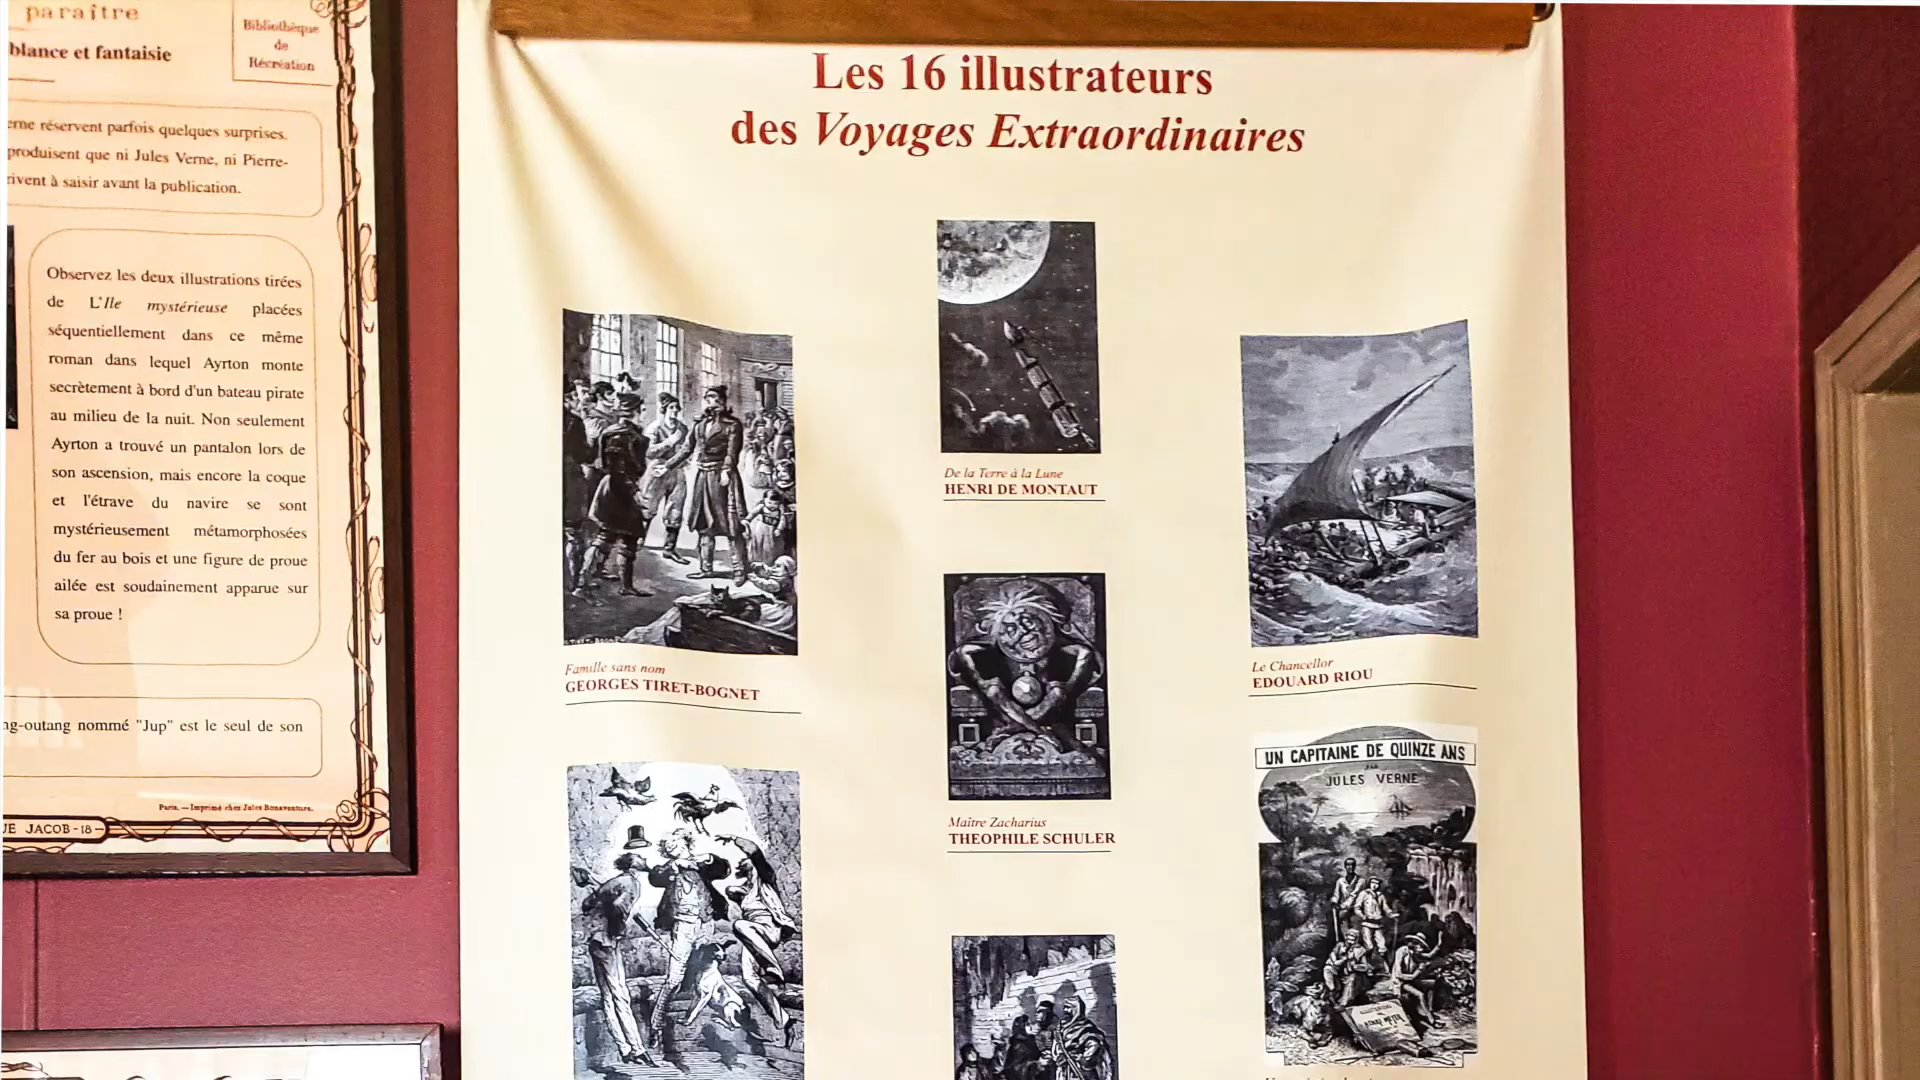 paraître
blance et fantaisie
Bibliothèque
de
Récréation
erne réservent parfois quelques surprises.
produisent que ni Jules Verne, ni Pierre-
rivent à saisir avant la publication.
Observez les deux illustrations tirées
de L'Ile mystérieuse placées
séquentiellement dans ce même
roman dans lequel Ayrton monte
secrètement à bord d'un bateau pirate
au milieu de la nuit. Non seulement
Ayrton a trouvé un pantalon lors de
son ascension, mais encore la coque
et l'étrave du navire se sont
mystérieusement métamorphosées
du fer au bois et une figure de proue
ailée est soudainement apparue sur
sa proue !
ng-outang nommé "Jup" est le seul de son
Paris. — Imprimé chez Jules Bonaventure.
UE JACOB - 18 -
Les 16 illustrateurs
des Voyages Extraordinaires
De la Terre à la Lune
HENRI DE MONTAUT
Famille sans nom
GEORGES TIRET-BOGNET
Le Chancellor
EDOUARD RIOU
Maître Zacharius
THEOPHILE SCHULER
UN CAPITAINE DE QUINZE ANS
PAR
JULES VERNE